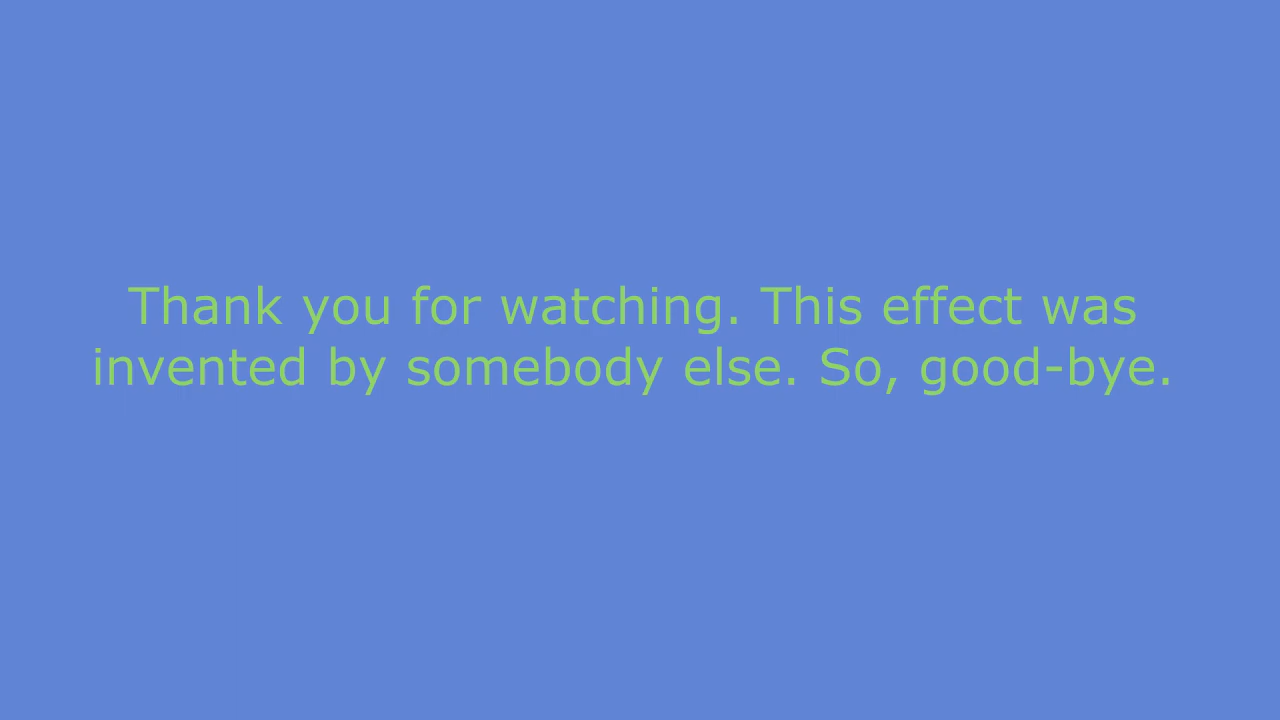 Thank you for watching. This effect was
invented by somebody else. So, good-bye.